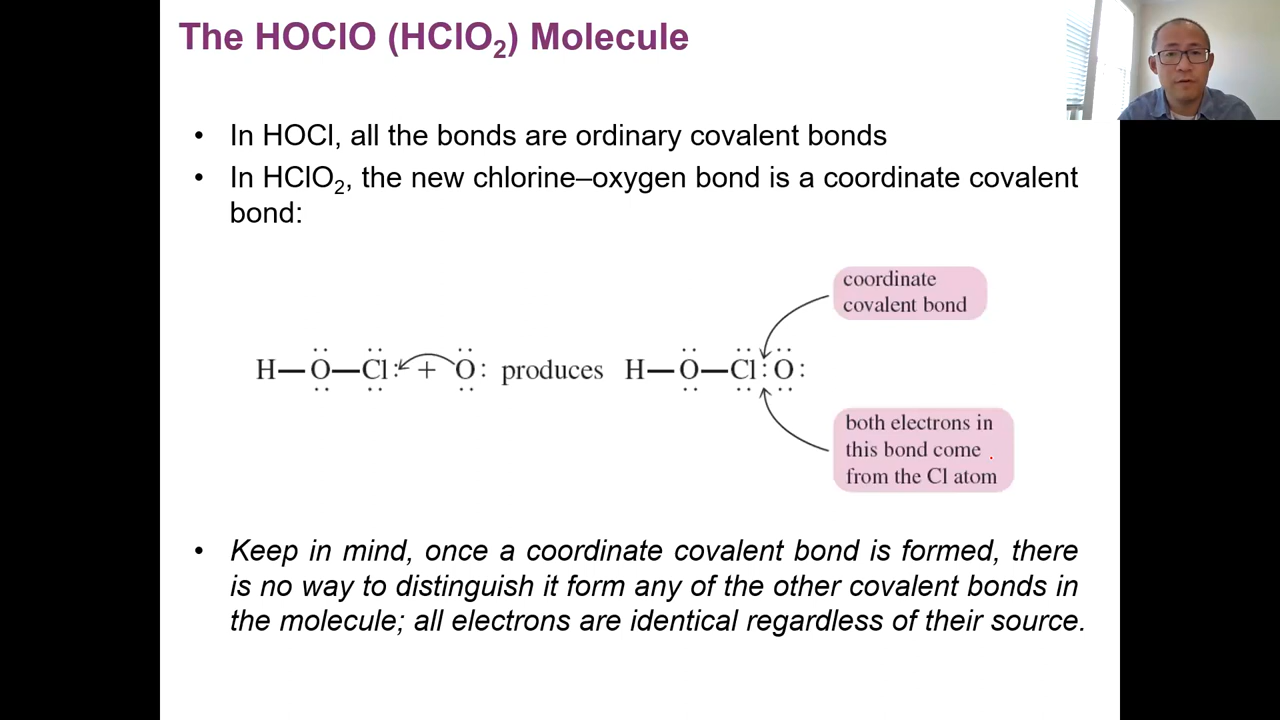 The HOClO (HClO₂) Molecule
• In HOCl, all the bonds are ordinary covalent bonds
• In HClO₂, the new chlorine–oxygen bond is a coordinate covalent
bond:
coordinate
covalent bond
H—O—Cl: + O: produces H—O—Cl:O:
both electrons in
this bond come
from the Cl atom
• Keep in mind, once a coordinate covalent bond is formed, there
is no way to distinguish it form any of the other covalent bonds in
the molecule; all electrons are identical regardless of their source.